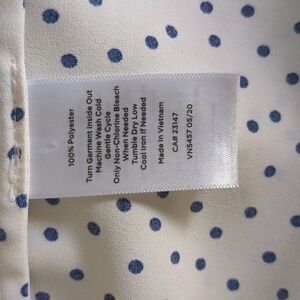 100% Polyester
Turn Garment Inside Out
Machine Wash Cold
Gentle Cycle
Only Non-Chlorine Bleach
When Needed
Tumble Dry Low
Cool Iron If Needed
Made in Vietnam
CA# 23147
VN5457 05/20